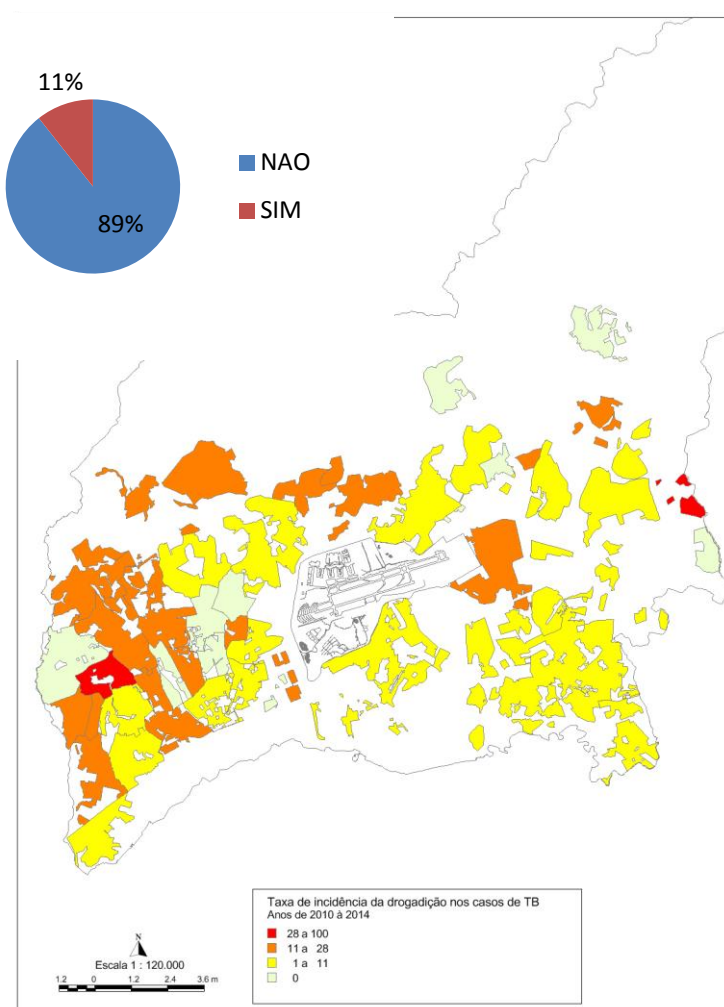 11%
89%
NAO
SIM
Taxa de incidência da drogadição nos casos de TB
Anos de 2010 à 2014
28 a 100
11 a 28
1 a 11
0
N
Escala 1 : 120.000
1.2 0 1.2 2.4 3.6 m